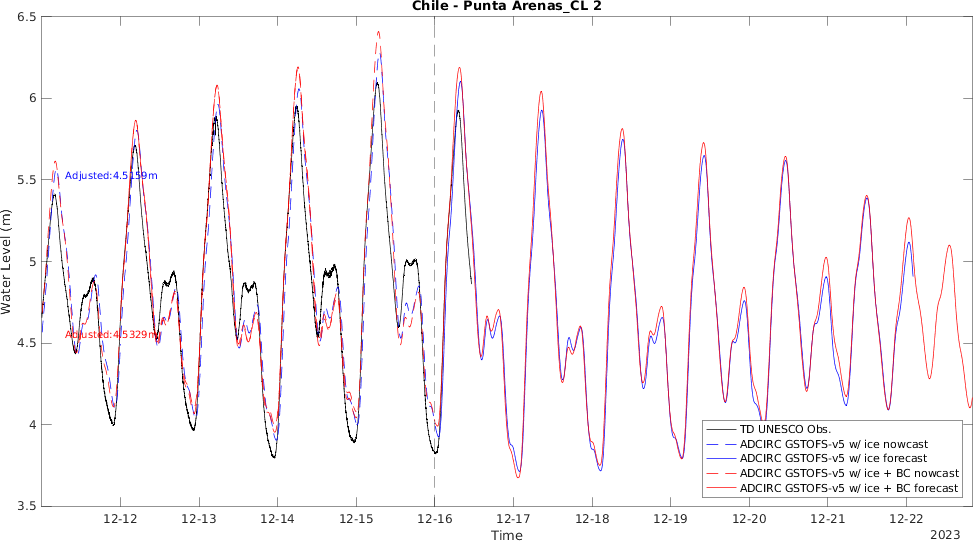 Chile - Punta Arenas_CL 2
6.5
6
5.5
5
4.5
4
3.5
Water Level (m)
Adjusted:4.5159m
Adjusted:4.5329m
TD UNESCO Obs.
ADCIRC GSTOFS-v5 w/ ice nowcast
ADCIRC GSTOFS-v5 w/ ice forecast
ADCIRC GSTOFS-v5 w/ ice + BC nowcast
ADCIRC GSTOFS-v5 w/ ice + BC forecast
12-12 12-13 12-14 12-15 12-16 12-17 12-18 12-19 12-20 12-21 12-22
Time
2023